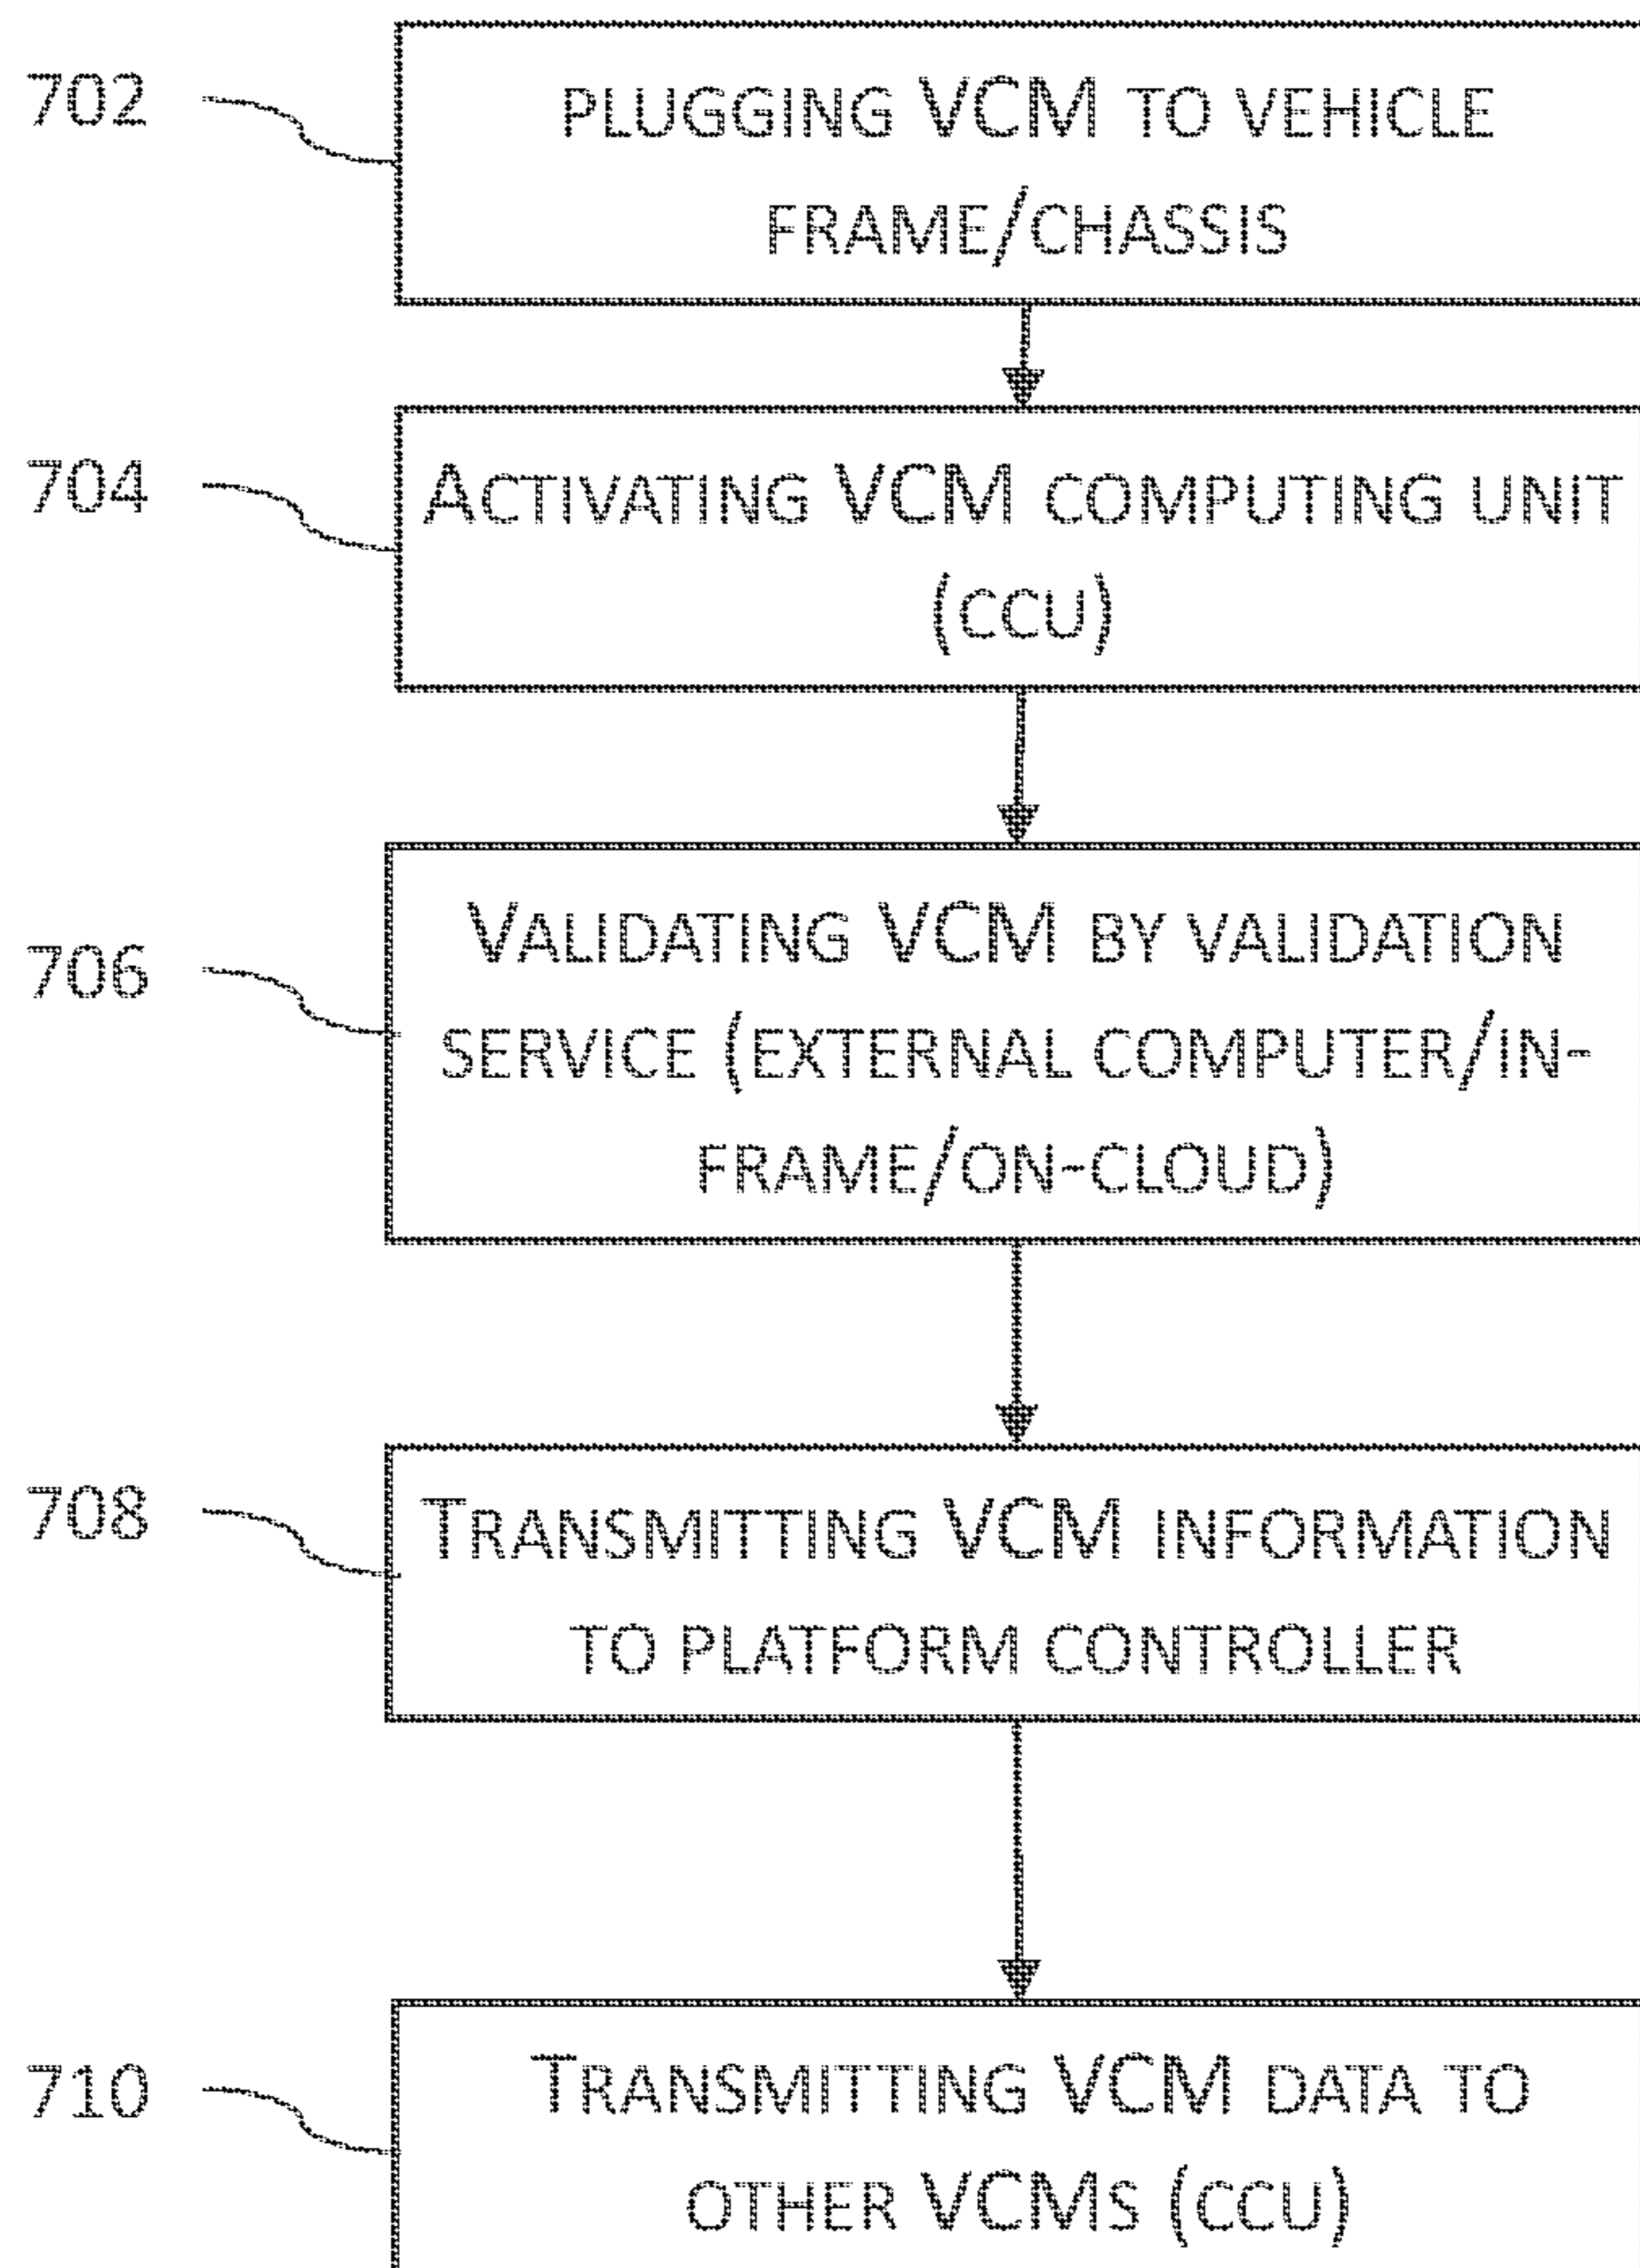 702
PLUGGING VCM TO VEHICLE
FRAME/CHASSIS
704
ACTIVATING VCM COMPUTING UNIT
(CCU)
706
VALIDATING VCM BY VALIDATION
SERVICE (EXTERNAL COMPUTER/IN-
FRAME/ON-CLOUD)
708
TRANSMITTING VCM INFORMATION
TO PLATFORM CONTROLLER
710
TRANSMITTING VCM DATA TO
OTHER VCMS (CCU)